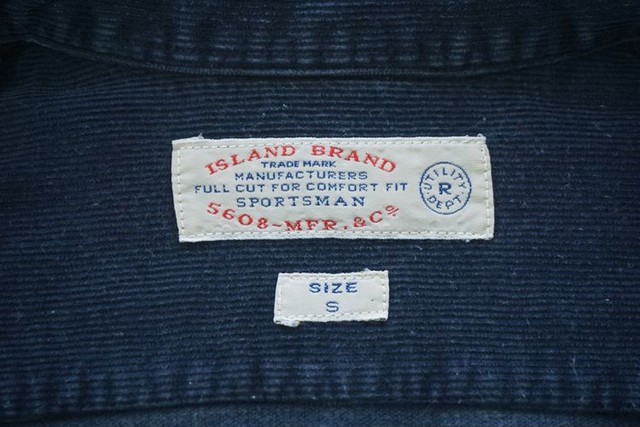 ISLAND BRAND
TRADE MARK
MANUFACTURERS
FULL CUT FOR COMFORT FIT
SPORTSMAN
5608-MFR.&Co
UTILITY
R
DEPT.
SIZE
S